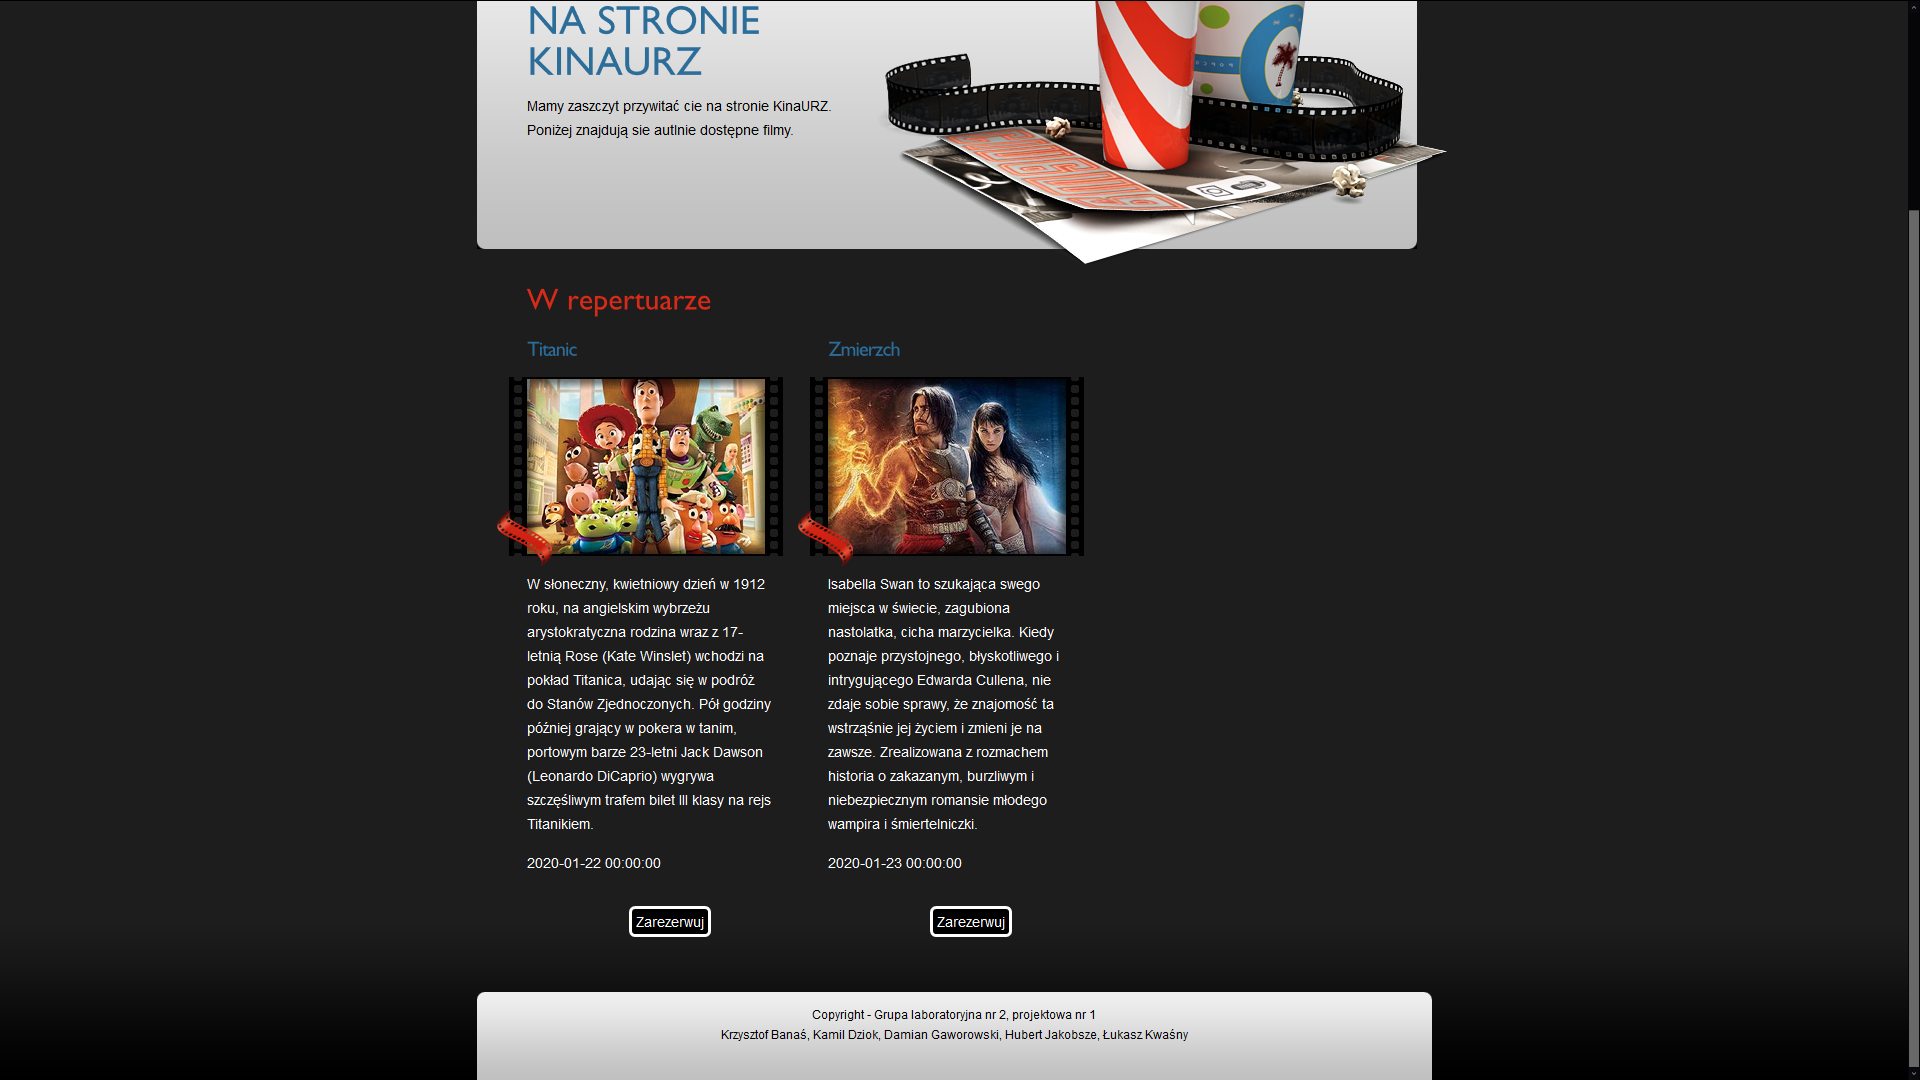 NA STRONIE
KINAURZ
Mamy zaszczyt przywitać cie na stronie KinaURZ.
Poniżej znajdują sie autlnie dostępne filmy.
W repertuarze
Titanic
W słoneczny, kwietniowy dzień w 1912
roku, na angielskim wybrzeżu
arystokratyczna rodzina wraz z 17-
letnią Rose (Kate Winslet) wchodzi na
pokład Titanica, udając się w podróż
do Stanów Zjednoczonych. Pół godziny
później grający w pokera w tanim,
portowym barze 23-letni Jack Dawson
(Leonardo DiCaprio) wygrywa
szczęśliwym trafem bilet III klasy na rejs
Titanikiem.
2020-01-22 00:00:00
Zarezerwuj
Zmierzch
Isabella Swan to szukająca swego
miejsca w świecie, zagubiona
nastolatka, cicha marzycielka. Kiedy
poznaje przystojnego, błyskotliwego i
intrygującego Edwarda Cullena, nie
zdaje sobie sprawy, że znajomość ta
wstrząśnie jej życiem i zmieni je na
zawsze. Zrealizowana z rozmachem
historia o zakazanym, burzliwym i
niebezpiecznym romansie młodego
wampira i śmiertelniczki.
2020-01-23 00:00:00
Zarezerwuj
Copyright - Grupa laboratoryjna nr 2, projektowa nr 1
Krzysztof Banaś, Kamil Dziok, Damian Gaworowski, Hubert Jakobsze, Łukasz Kwaśny